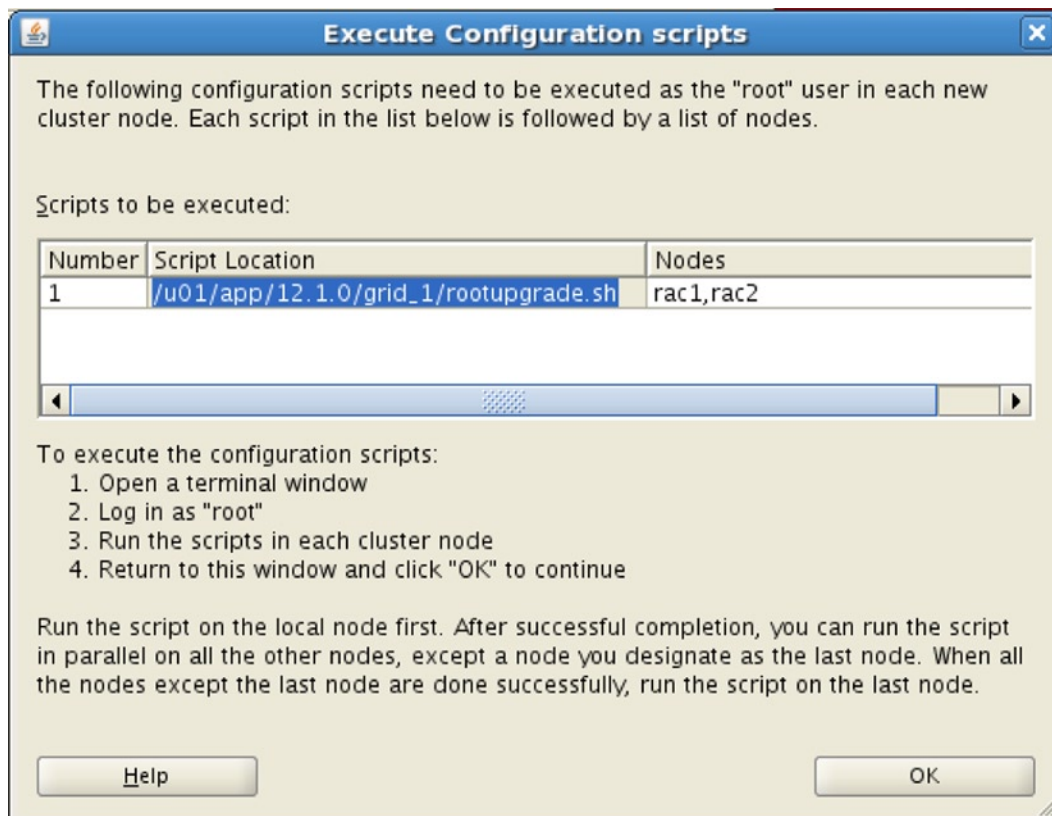 Execute Configuration scripts
The following configuration scripts need to be executed as the "root" user in each new
cluster node. Each script in the list below is followed by a list of nodes.
Scripts to be executed:
Number Script Location Nodes
1 /u01/app/12.1.0/grid_1/rootupgrade.sh rac1,rac2
To execute the configuration scripts:
1. Open a terminal window
2. Log in as "root"
3. Run the scripts in each cluster node
4. Return to this window and click "OK" to continue
Run the script on the local node first. After successful completion, you can run the script
in parallel on all the other nodes, except a node you designate as the last node. When all
the nodes except the last node are done successfully, run the script on the last node.
Help OK